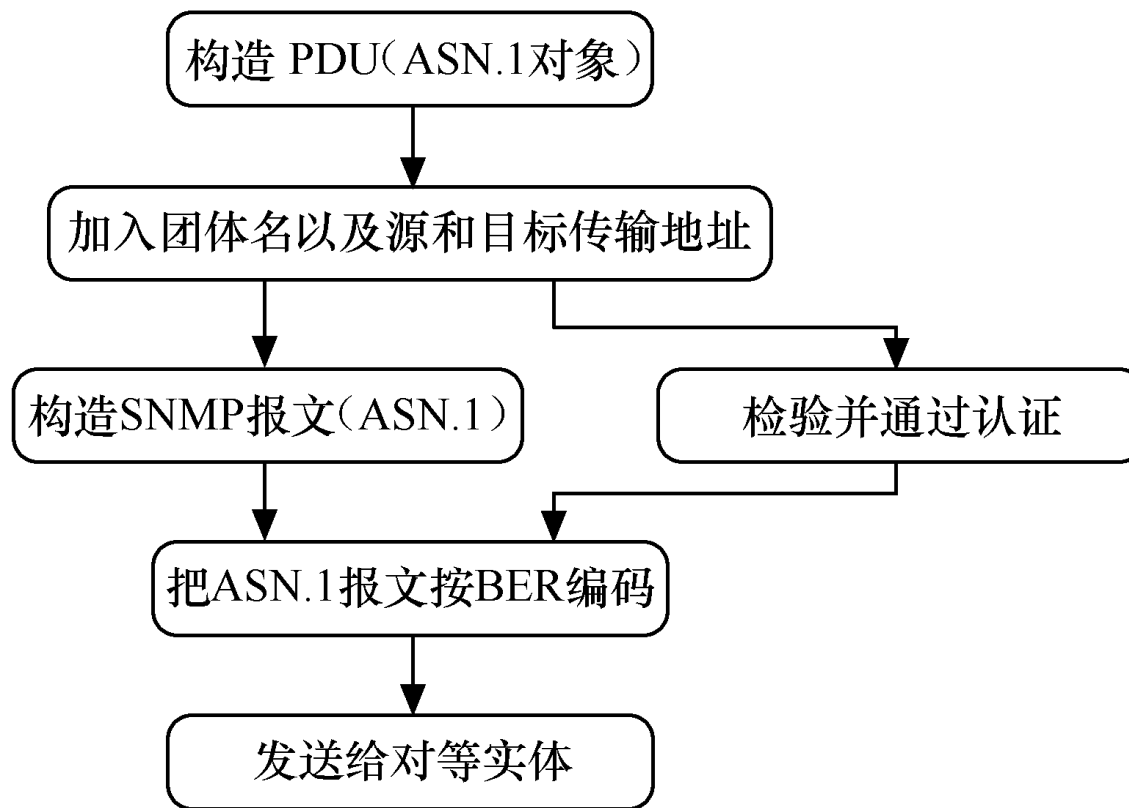 构造 PDU(ASN.1对象)
加入团体名以及源和目标传输地址
构造SNMP报文(ASN.1)
检验并通过认证
把ASN.1报文按BER编码
发送给对等实体